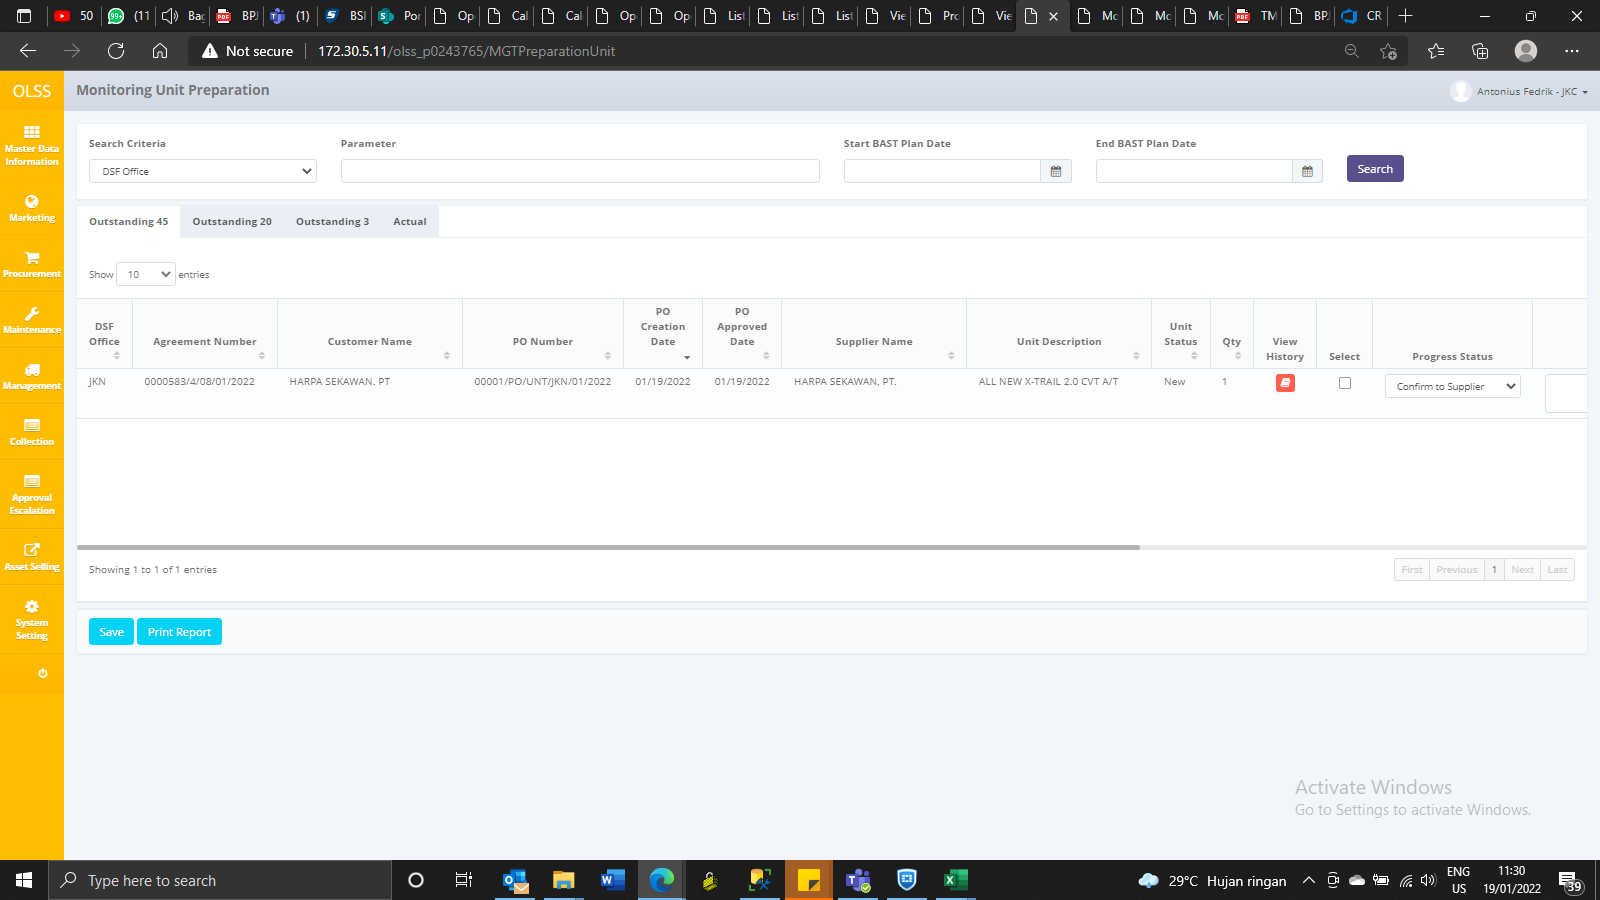 50
99+
(11
Bac
BPJ
(1)
BSI
Por
Op
Cal
Cal
Op
Op
List
List
List
Vie
Pro
Vie
Mo
Mo
Mo
TM
BPJ
CR
Not secure
172.30.5.11/olss_p0243765/MGTPreparationUnit
OLSS
Monitoring Unit Preparation
Antonius Fedrik - JKC
Master Data
Information
Marketing
Procurement
Maintenance
Management
Collection
Approval
Escalation
Asset Selling
System
Setting
Search Criteria
Parameter
Start BAST Plan Date
End BAST Plan Date
DSF Office
Search
Outstanding 45
Outstanding 20
Outstanding 3
Actual
Show 10 entries
DSF Office
Agreement Number
Customer Name
PO Number
PO Creation Date
PO Approved Date
Supplier Name
Unit Description
Unit Status
Qty
View History
Select
Progress Status
JKN
0000583/4/08/01/2022
HARPA SEKAWAN. PT
00001/PO/UNT/JKN/01/2022
01/19/2022
01/19/2022
HARPA SEKAWAN, PT.
ALL NEW X-TRAIL 2.0 CVT A/T
New
1
Confirm to Supplier
Showing 1 to 1 of 1 entries
First
Previous
1
Next
Last
Save
Print Report
Activate Windows
Go to Settings to activate Windows.
Type here to search
29°C Hujan ringan
ENG
US
11:30
19/01/2022
39